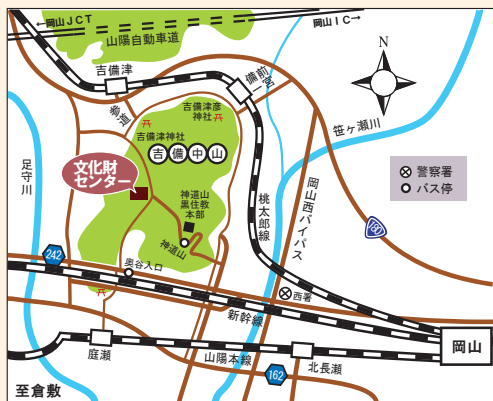 ←岡山JCT
岡山IC→
山陽自動車道
N
吉備津
備前一宮
参道
吉備津彦
神社
吉備津神社
笹ヶ瀬川
吉備中山
足守川
文化財
センター
神道山
黒住教
本部
神道山
桃太郎線
岡山西バイパス
警察署
バス停
180
242
奥谷入口
西署
新幹線
岡山
庭瀬
山陽本線
北長瀬
162
至倉敷